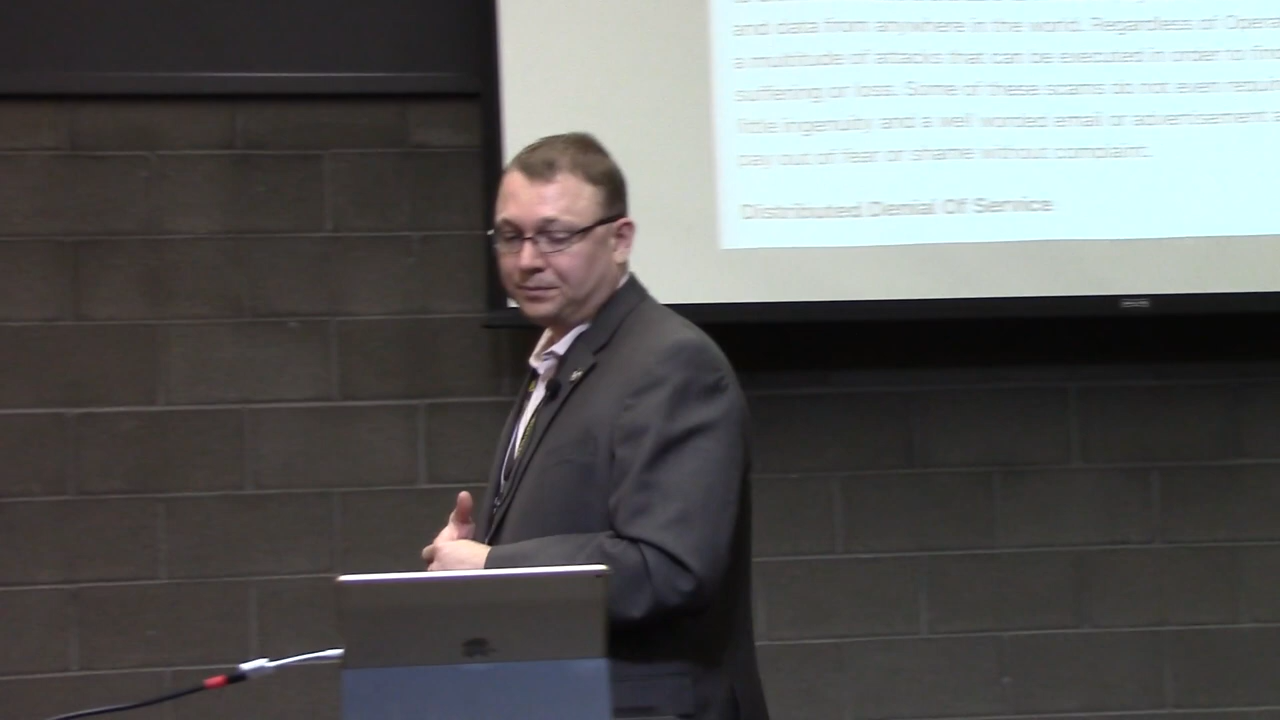 and data from anywhere in the world. Regardless of
a multitude of attacks that can be executed in order to
suffering or loss. Some of these scams do not even
little ingenuity and a well worded email or advertisement
pay out of fear or shame without complaint.
Distributed Denial Of Service